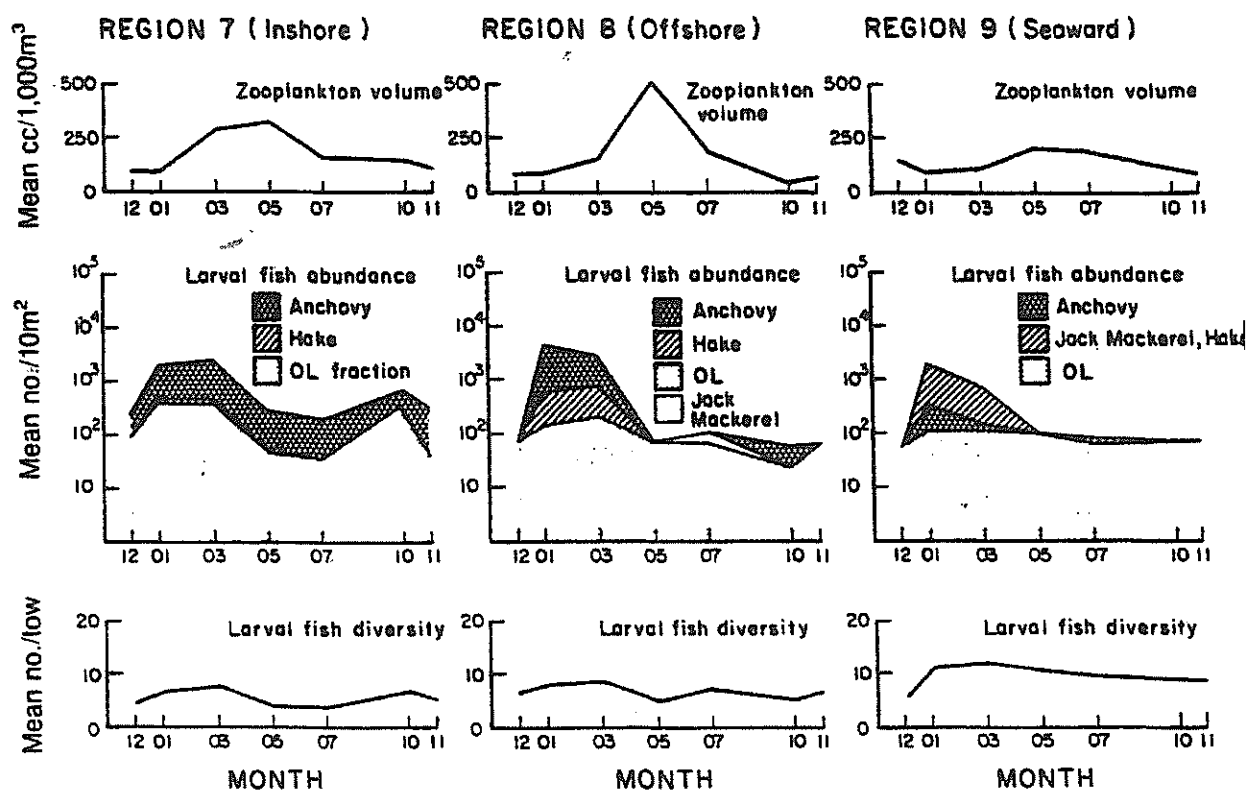 REGION 7 (Inshore)
REGION 8 (Offshore)
REGION 9 (Seaward)
Mean cc/1,000m³
500
250
0
Zooplankton volume
12 01 03 05 07 10 11
500
250
0
Zooplankton
volume
12 01 03 05 07 10 11
500
250
0
Zooplankton volume
12 01 03 05 07 10 11
Mean no./10m²
10⁵
10⁴
10³
10²
10
Larval fish abundance
Anchovy
Hake
OL fraction
12 01 03 05 07 10 11
10⁵
10⁴
10³
10²
10
Larval fish abundance
Anchovy
Hake
OL
Jack
Mackerel
12 01 03 05 07 10 11
10⁵
10⁴
10³
10²
10
Larval fish abundance
Anchovy
Jack Mackerel, Hake
OL
12 01 03 05 07 10 11
Mean no./low
20
10
0
Larval fish diversity
12 01 03 05 07 10 11
MONTH
20
10
0
Larval fish diversity
12 01 03 05 07 10 11
MONTH
20
10
0
Larval fish diversity
12 01 03 05 07 10 11
MONTH